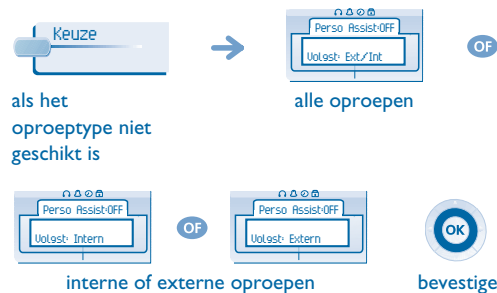 Keuze
Perso Assist:OFF
Volgst: Ext/Int
OF
als het
oproeptype niet
geschikt is
alle oproepen
Perso Assist:OFF
Volgst: Intern
OF
Perso Assist:OFF
Volgst: Extern
OK
interne of externe oproepen
bevestige